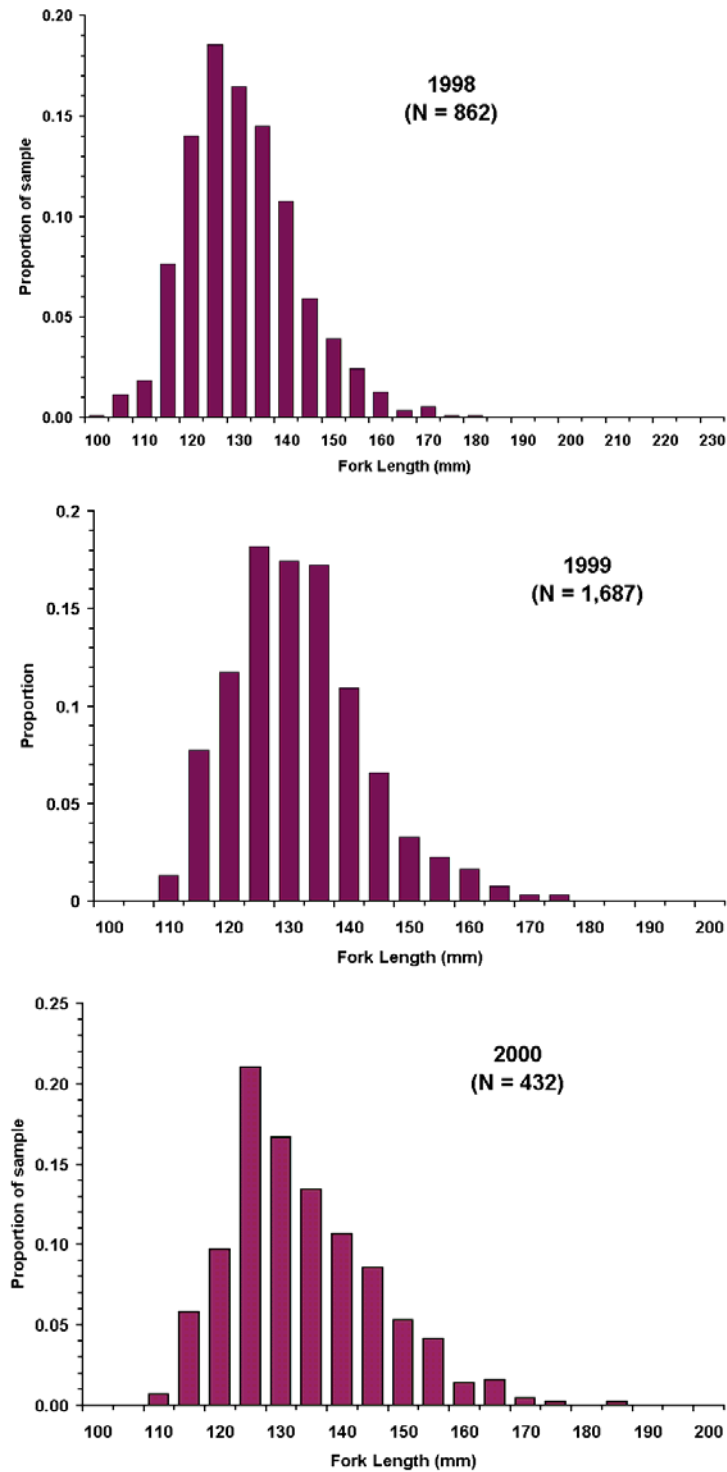 0.20
1998
(N = 862)
0.15
0.10
0.05
0.00
Proportion of sample
100 110 120 130 140 150 160 170 180 190 200 210 220 230
Fork Length (mm)
0.2
1999
(N = 1,687)
0.15
0.1
0.05
0
Proportion
100 110 120 130 140 150 160 170 180 190 200
Fork Length (mm)
0.25
2000
(N = 432)
0.20
0.15
0.10
0.05
0.00
Proportion of sample
100 110 120 130 140 150 160 170 180 190 200
Fork Length (mm)